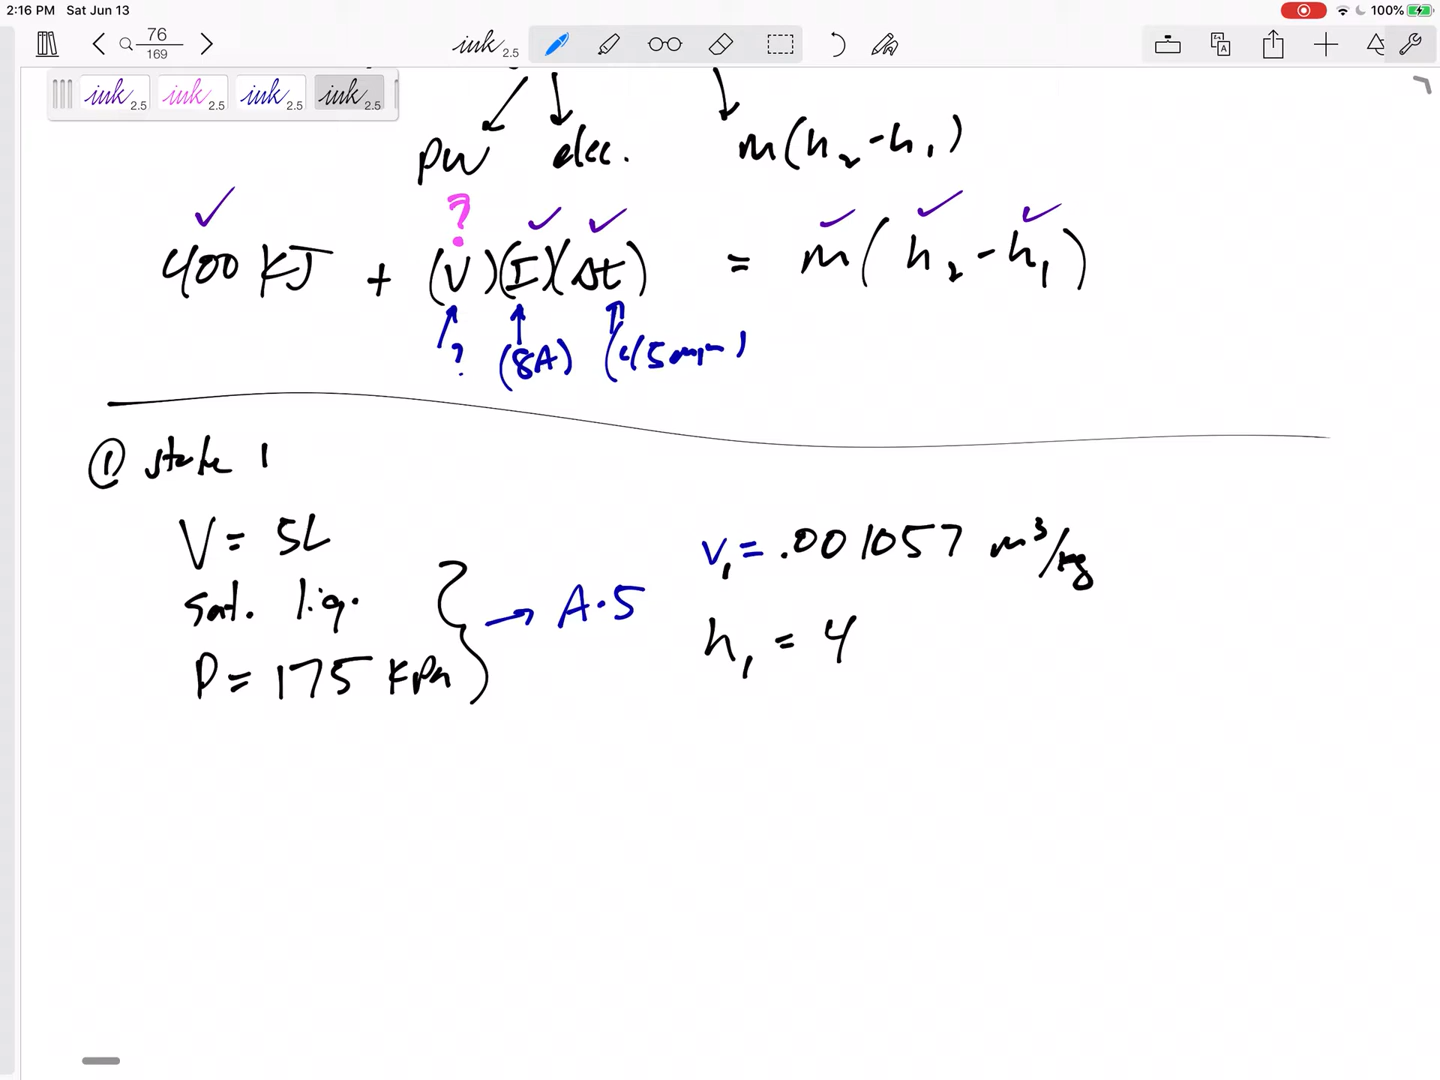 2:16 PM Sat Jun 13
100%
76
169
ink 2.5
ink 2.5 ink 2.5 ink 2.5 ink 2.5
PW elec. m(h₂-h₁)
?
400 KJ + (V)(I)(Δt) = m(h₂-h₁)
? (8A) (45min)
① state 1
V = 5L
sat. liq.
P = 175 KPa
→ A·5
v₁ = .001057 m³/kg
h₁ = 4